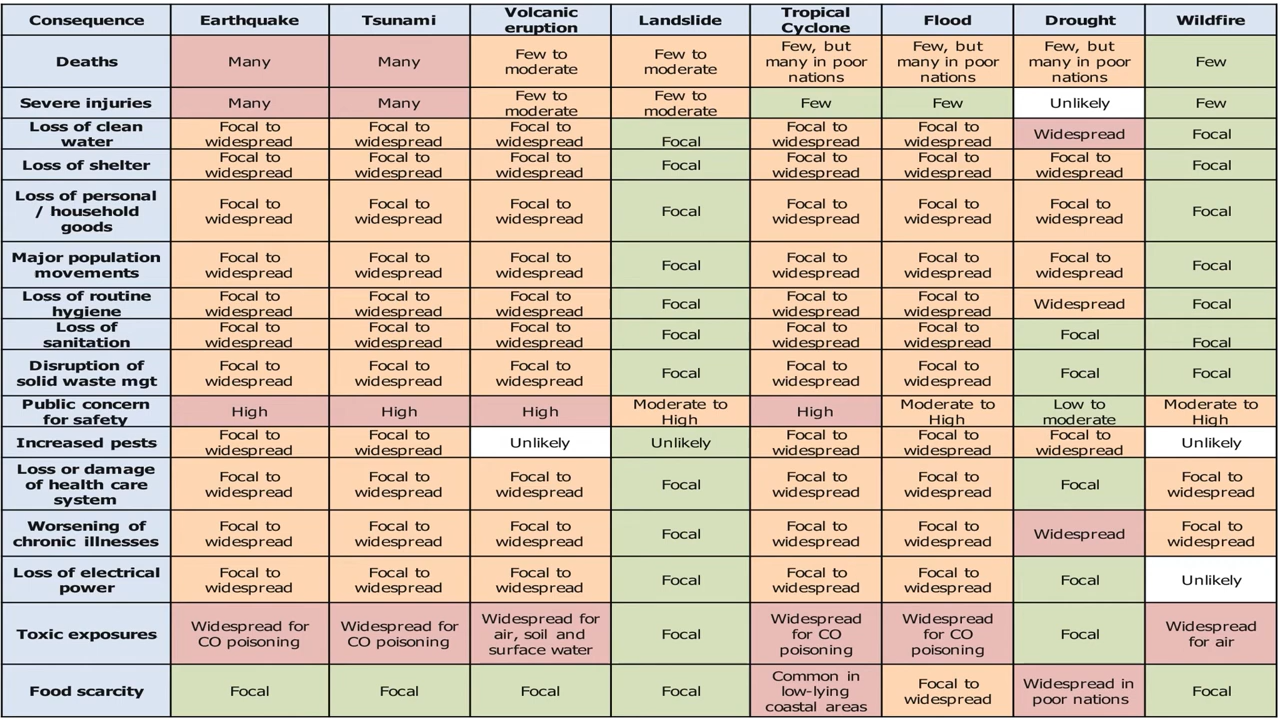 Consequence Earthquake Tsunami Volcanic eruption Landslide Tropical Cyclone Flood Drought Wildfire
Deaths Many Many Few to moderate Few to moderate Few, but many in poor nations Few, but many in poor nations Few, but many in poor nations Few
Severe injuries Many Many Few to moderate Few to moderate Few Few Unlikely Few
Loss of clean water Focal to widespread Focal to widespread Focal to widespread Focal Focal to widespread Focal to widespread Widespread Focal
Loss of shelter Focal to widespread Focal to widespread Focal to widespread Focal Focal to widespread Focal to widespread Focal to widespread Focal
Loss of personal / household goods Focal to widespread Focal to widespread Focal to widespread Focal Focal to widespread Focal to widespread Focal to widespread Focal
Major population movements Focal to widespread Focal to widespread Focal to widespread Focal Focal to widespread Focal to widespread Focal to widespread Focal
Loss of routine hygiene Focal to widespread Focal to widespread Focal to widespread Focal Focal to widespread Focal to widespread Widespread Focal
Loss of sanitation Focal to widespread Focal to widespread Focal to widespread Focal Focal to widespread Focal to widespread Focal Focal
Disruption of solid waste mgt Focal to widespread Focal to widespread Focal to widespread Focal Focal to widespread Focal to widespread Focal Focal
Public concern for safety High High High Moderate to High High Moderate to High Low to moderate Moderate to High
Increased pests Focal to widespread Focal to widespread Unlikely Unlikely Focal to widespread Focal to widespread Focal to widespread Unlikely
Loss or damage of health care system Focal to widespread Focal to widespread Focal to widespread Focal Focal to widespread Focal to widespread Focal Focal to widespread
Worsening of chronic illnesses Focal to widespread Focal to widespread Focal to widespread Focal Focal to widespread Focal to widespread Widespread Focal to widespread
Loss of electrical power Focal to widespread Focal to widespread Focal to widespread Focal Focal to widespread Focal to widespread Focal Unlikely
Toxic exposures Widespread for CO poisoning Widespread for CO poisoning Widespread for air, soil and surface water Focal Widespread for CO poisoning Widespread for CO poisoning Focal Widespread for air
Food scarcity Focal Focal Focal Focal Common in low-lying coastal areas Focal to widespread Widespread in poor nations Focal